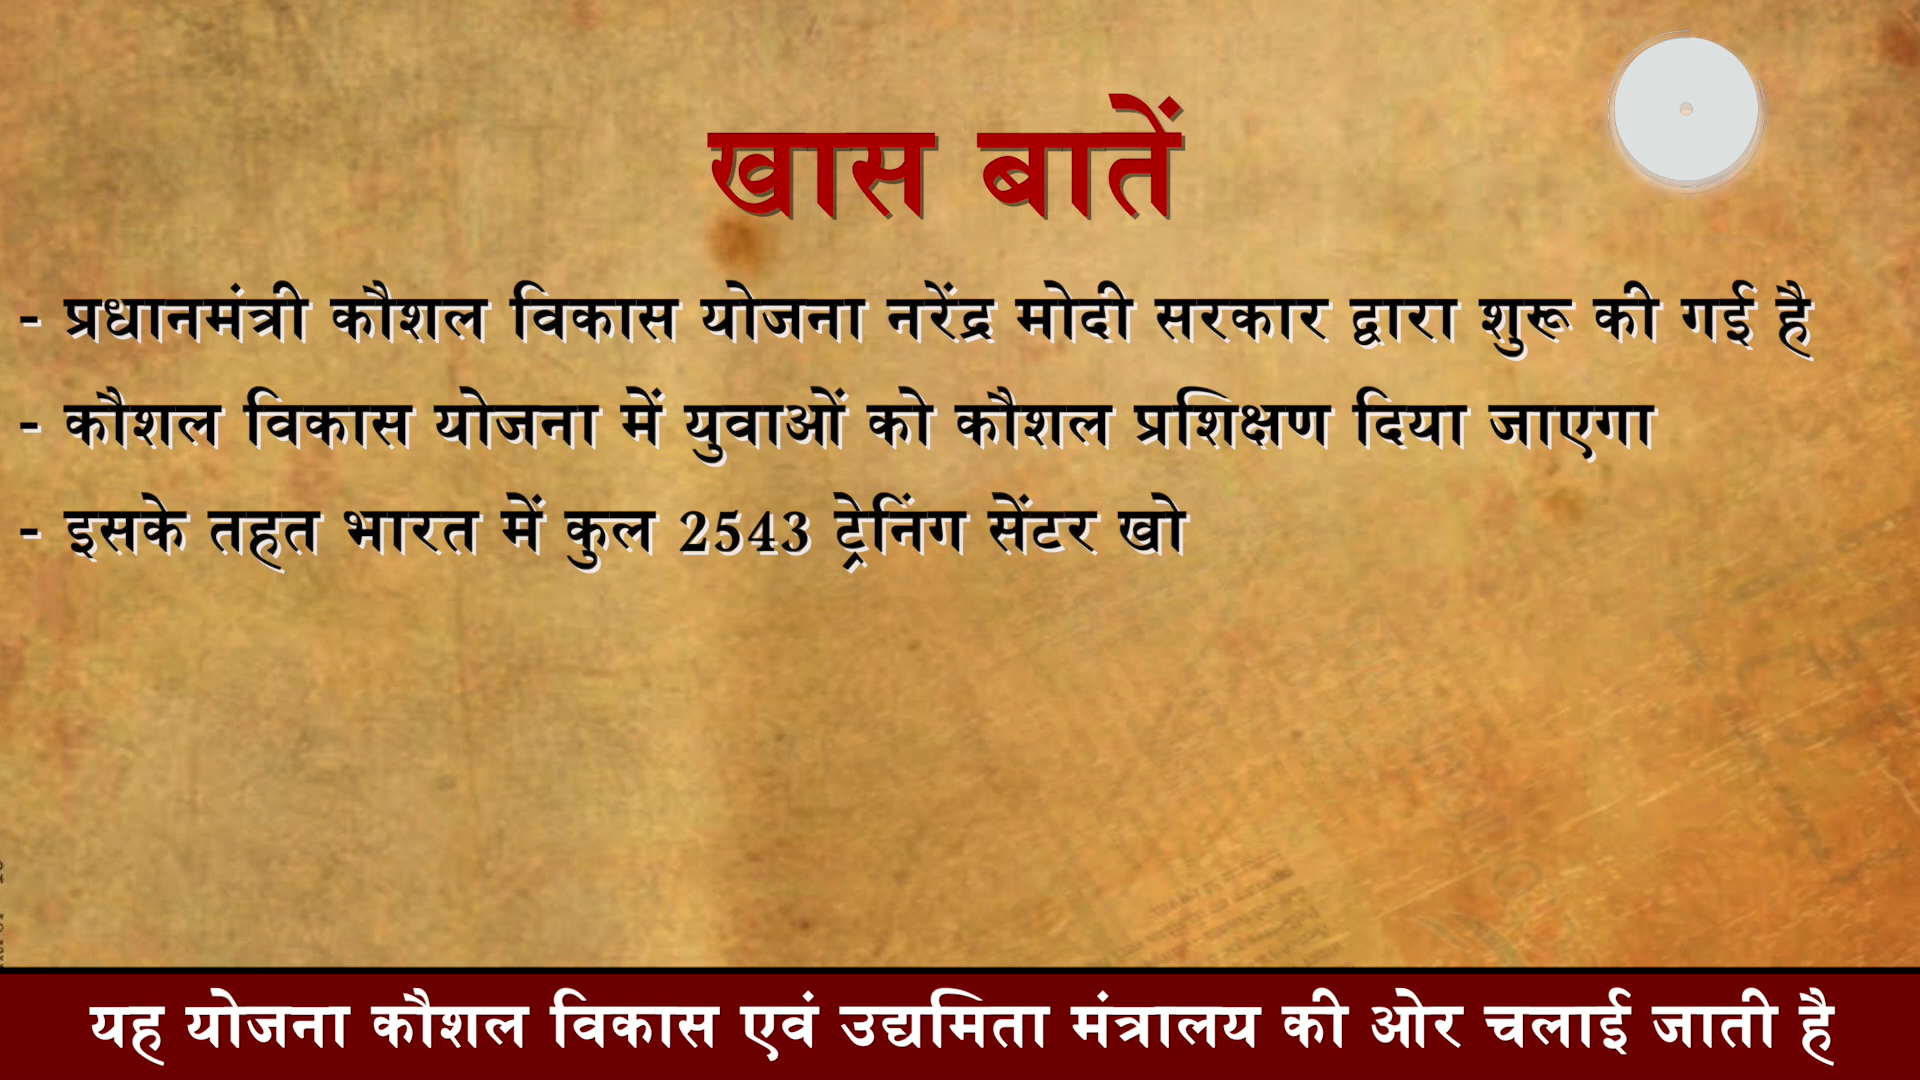 खास बातें
- प्रधानमंत्री कौशल विकास योजना नरेंद्र मोदी सरकार द्वारा शुरू की गई है
- कौशल विकास योजना में युवाओं को कौशल प्रशिक्षण दिया जाएगा
- इसके तहत भारत में कुल 2543 ट्रेनिंग सेंटर खो
यह योजना कौशल विकास एवं उद्यमिता मंत्रालय की ओर चलाई जाती है